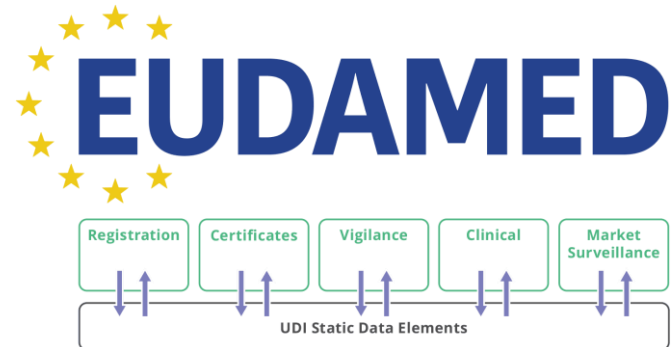 EUDAMED
Registration
Certificates
Vigilance
Clinical
Market
Surveillance
UDI Static Data Elements